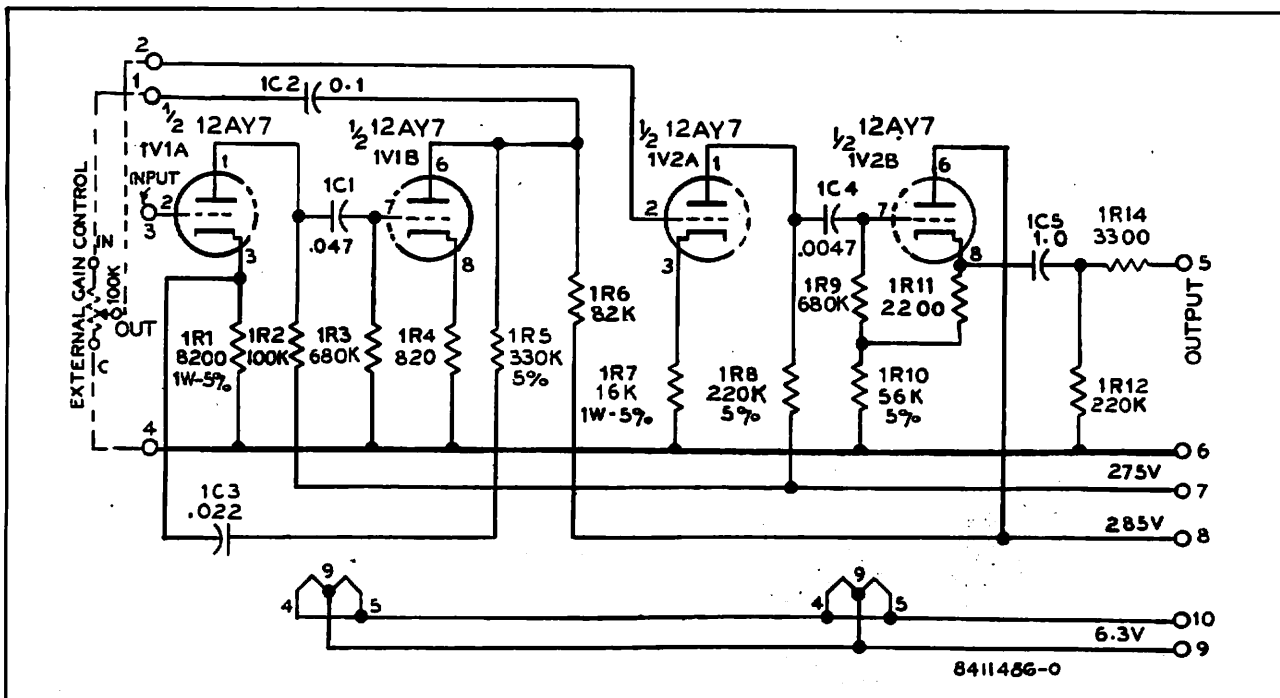 2
1
1C2 0.1
1/2 12AY7
1V1A
INPUT
1
2
3
3
1C1
.047
1/2 12AY7
1V1B
6
7
8
1/2 12AY7
1V2A
1
2
3
1C4
.0047
1/2 12AY7
1V2B
6
7
8
1C5
1.0
1R14
3300
5
OUTPUT
EXTERNAL GAIN CONTROL
IN
100K
OUT
C
1R1
8200
1W-5%
1R2
100K
1R3
680K
1R4
820
1R5
330K
5%
1R6
82K
1R7
16K
1W-5%
1R8
220K
5%
1R9
680K
1R11
2200
1R10
56K
5%
1R12
220K
4
6
275V
7
1C3
.022
285V
8
9
4
5
9
4
5
10
6.3V
9
8411486-0